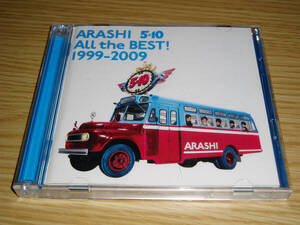 ARASHI 5×10
All the BEST!
1999-2009
5×10
ARASHI